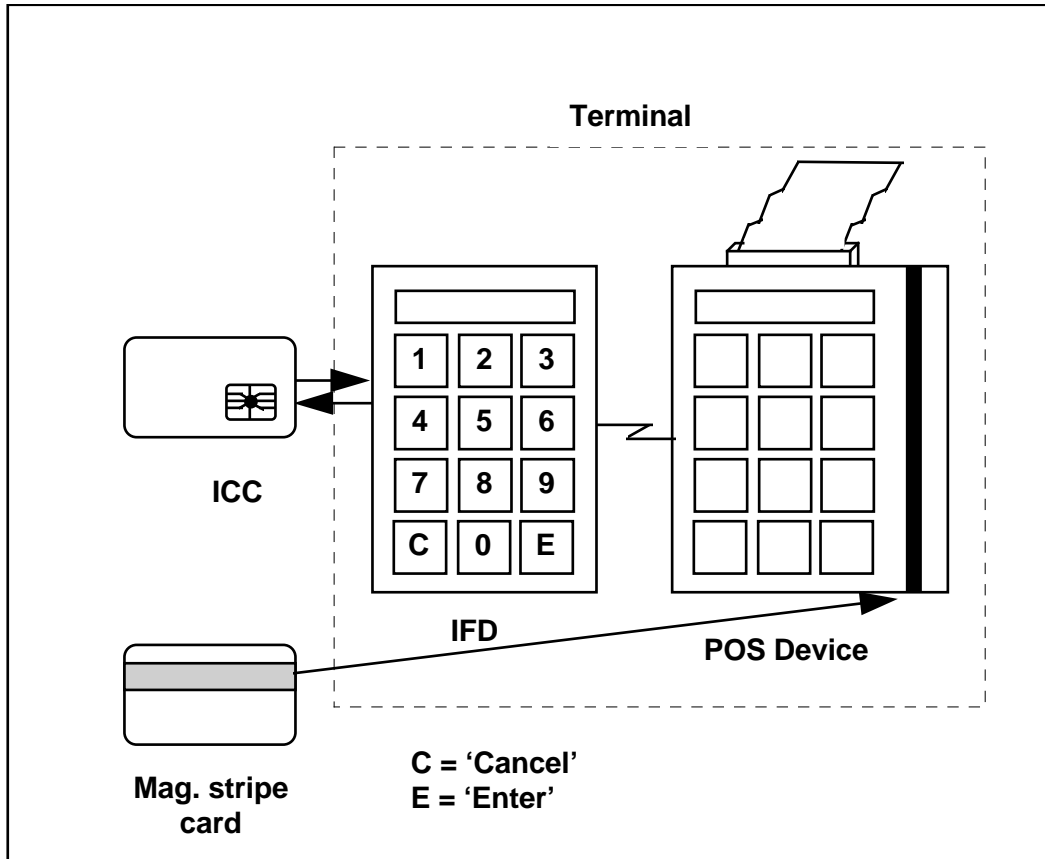 Terminal
1 2 3
4 5 6
7 8 9
C 0 E
ICC
IFD
POS Device
Mag. stripe
card
C = ‘Cancel’
E = ‘Enter’